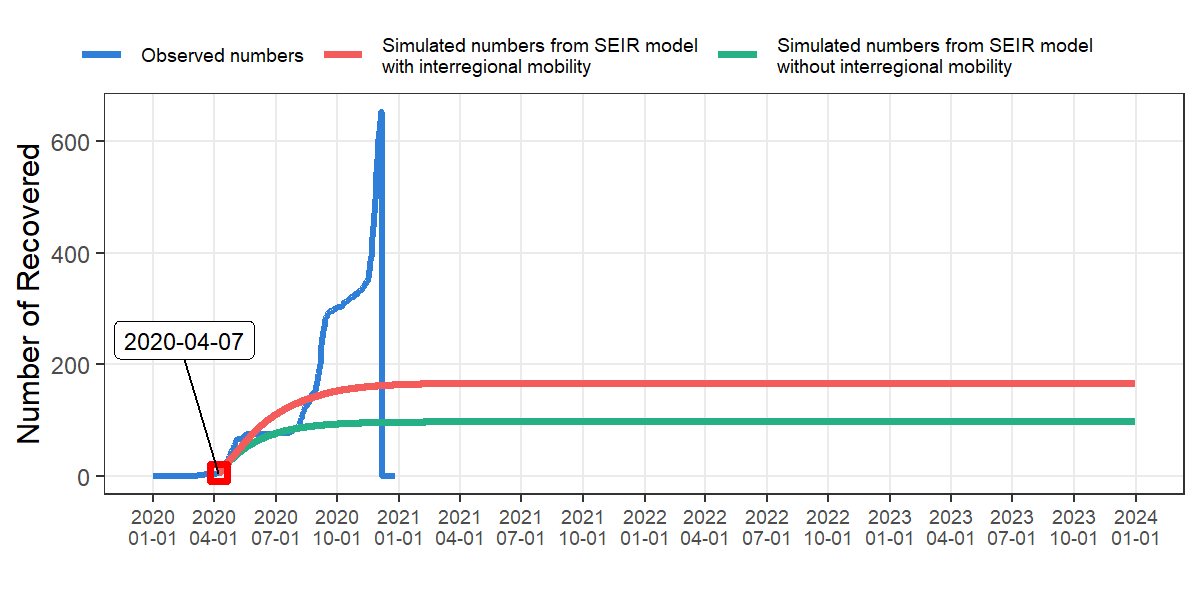 Observed numbers
Simulated numbers from SEIR model
with interregional mobility
Simulated numbers from SEIR model
without interregional mobility
Number of Recovered
600
400
200
0
2020-04-07
2020 2020 2020 2020 2021 2021 2021 2021 2022 2022 2022 2022 2023 2023 2023 2023 2024
01-01 04-01 07-01 10-01 01-01 04-01 07-01 10-01 01-01 04-01 07-01 10-01 01-01 04-01 07-01 10-01 01-01